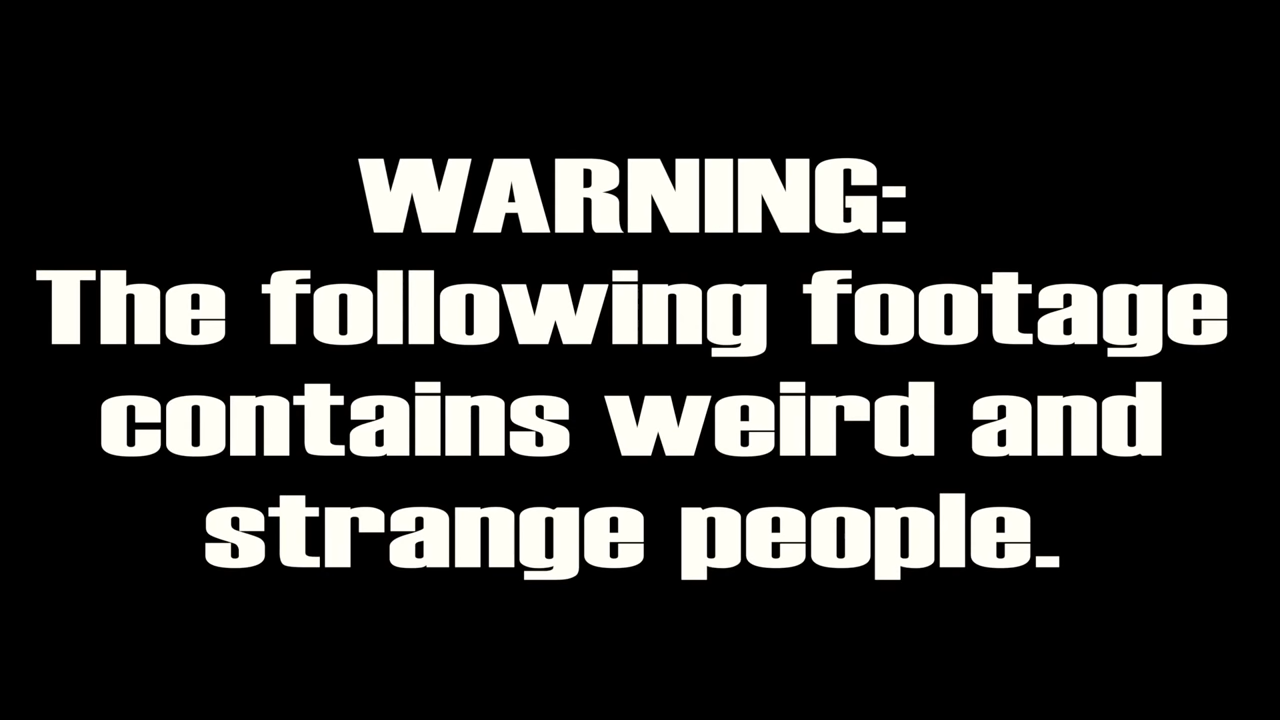 WARNING:
The following footage
contains weird and
strange people.